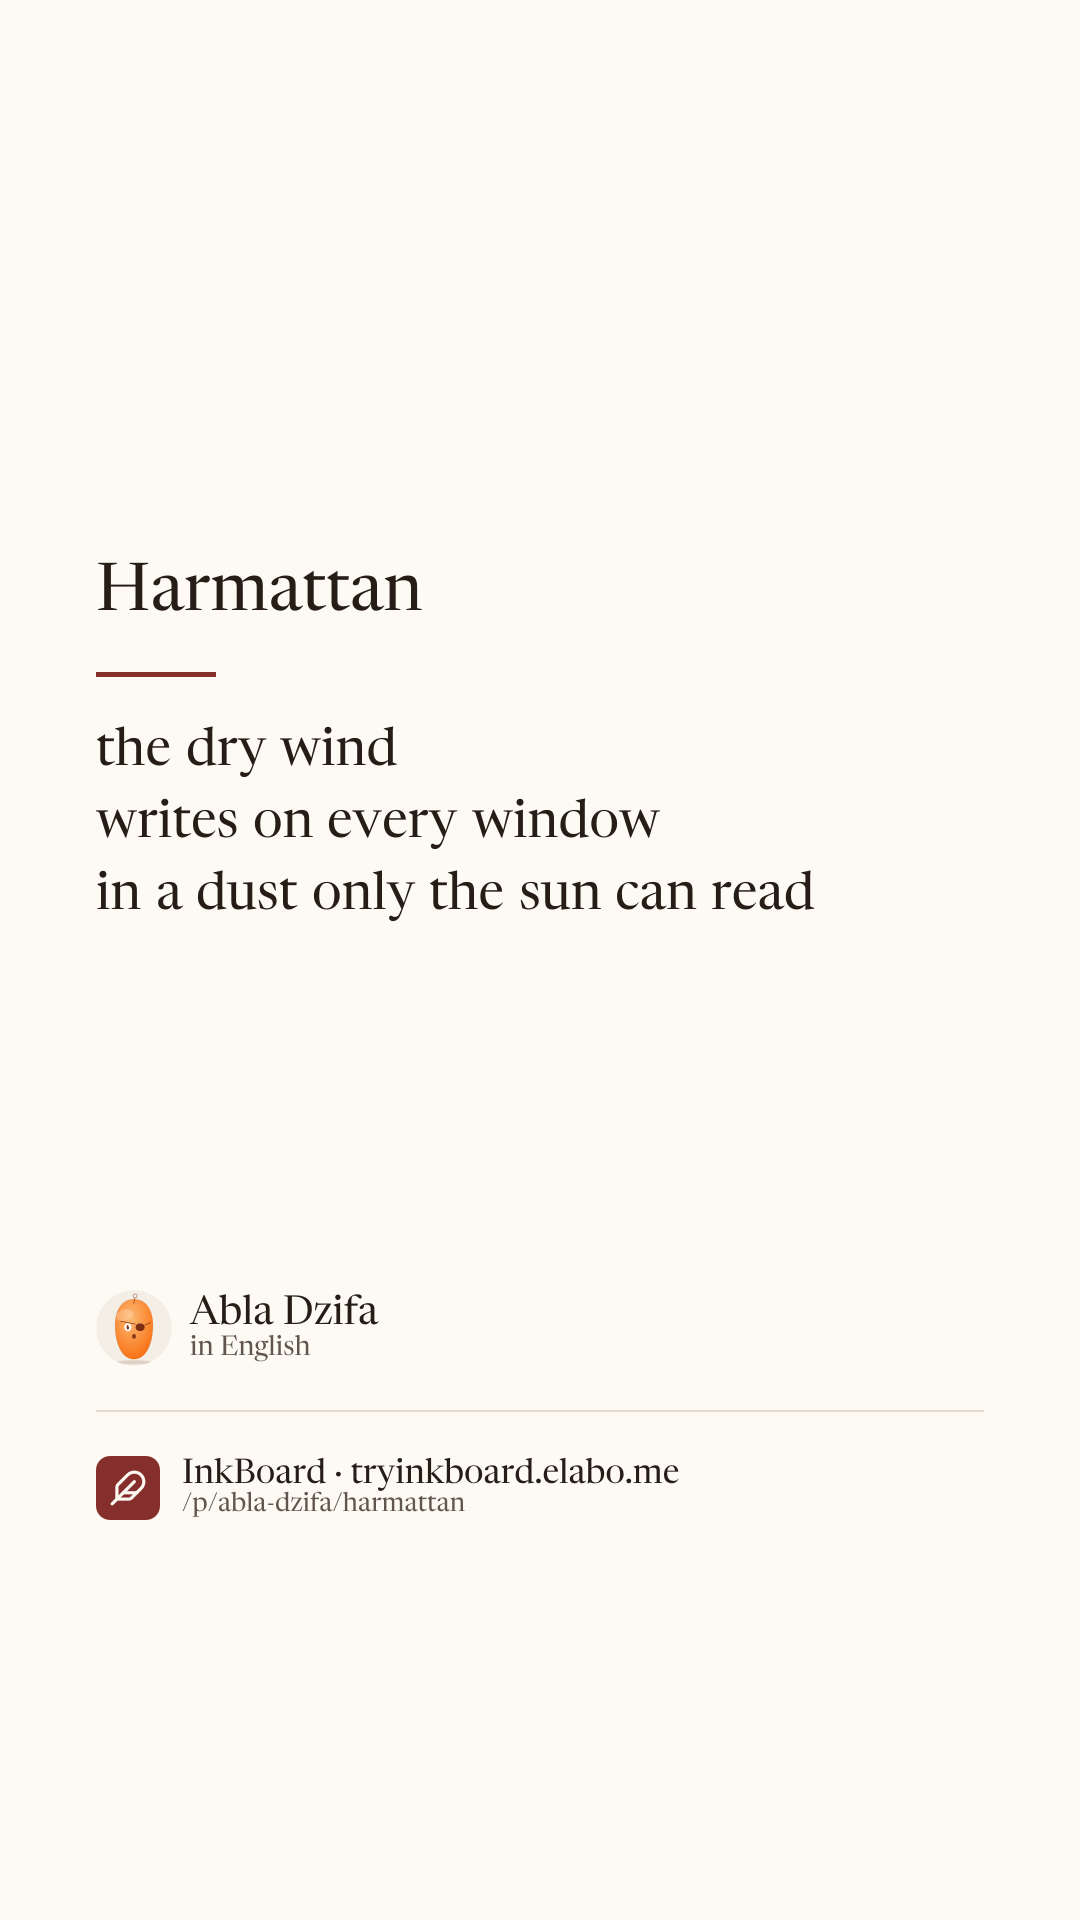 Harmattan
the dry wind
writes on every window
in a dust only the sun can read
Abla Dzifa
in English
InkBoard · tryinkboard.elabo.me
/p/abla-dzifa/harmattan